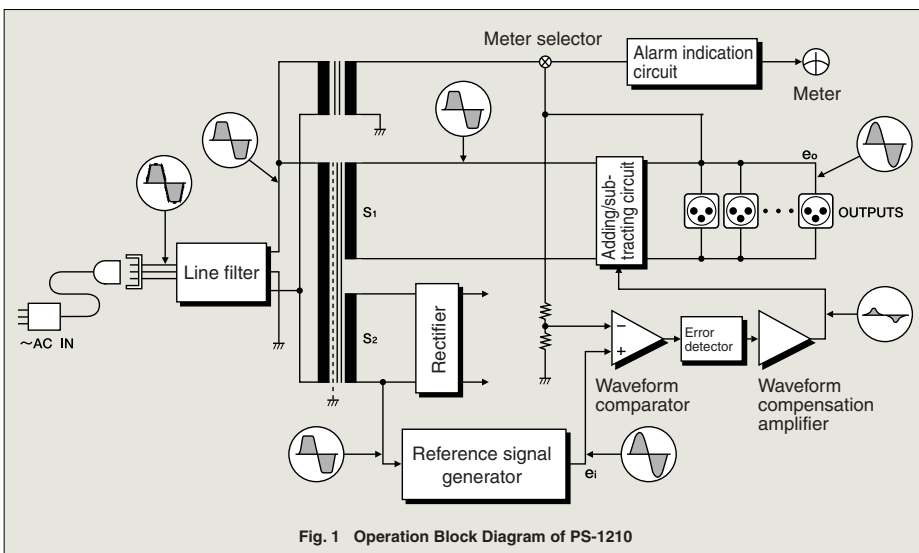 Meter selector
Alarm indication
circuit
Meter
eo
Adding/sub-
tracting circuit
S1
OUTPUTS
Line filter
~AC IN
S2
Rectifier
−
+
Error
detector
Waveform
comparator
Waveform
compensation
amplifier
Reference signal
generator
ei
Fig. 1 Operation Block Diagram of PS-1210